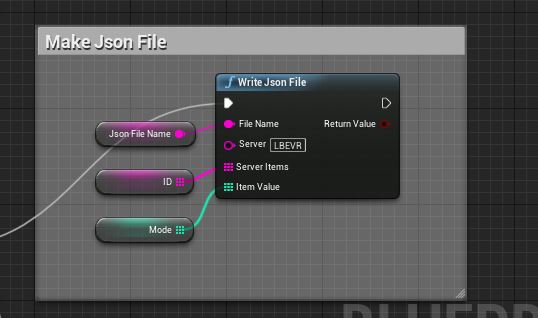 Make Json File
f Write Json File
Json File Name
File Name
Return Value
Server LBEVR
ID
Server Items
Item Value
Mode